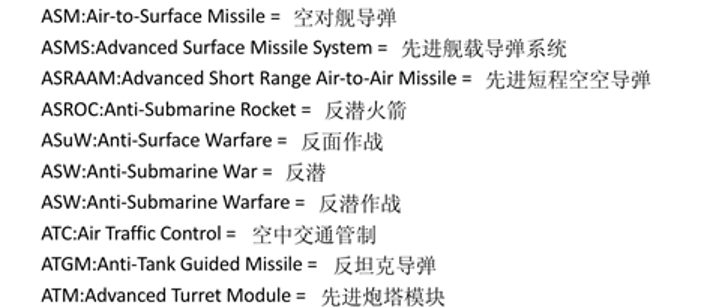 ASM:Air-to-Surface Missile = 空对舰导弹
ASMS:Advanced Surface Missile System = 先进舰载导弹系统
ASRAAM:Advanced Short Range Air-to-Air Missile = 先进短程空空导弹
ASROC:Anti-Submarine Rocket = 反潜火箭
ASuW:Anti-Surface Warfare = 反面作战
ASW:Anti-Submarine War = 反潜
ASW:Anti-Submarine Warfare = 反潜作战
ATC:Air Traffic Control = 空中交通管制
ATGM:Anti-Tank Guided Missile = 反坦克导弹
ATM:Advanced Turret Module = 先进炮塔模块